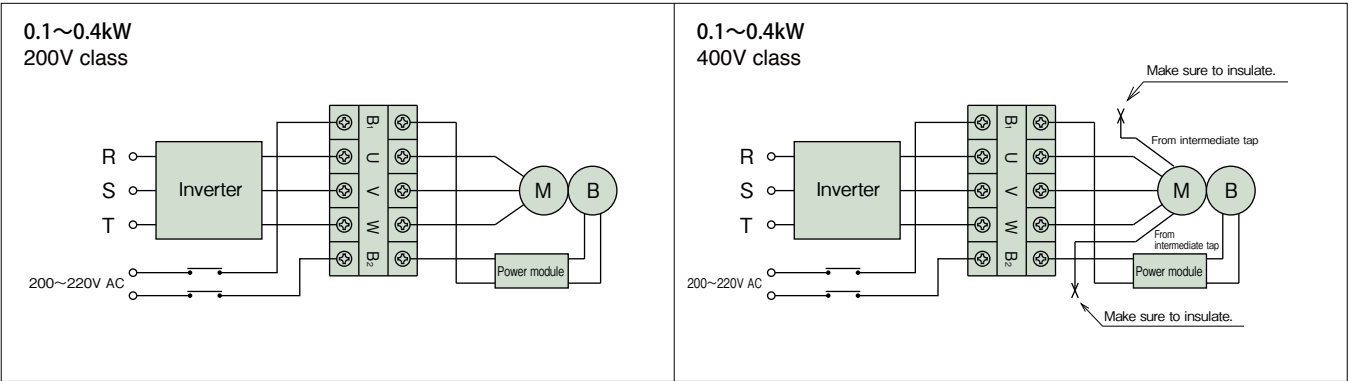 0.1～0.4kW
200V class
R
S
T
Inverter
B₁
U
V
W
B₂
M
B
Power module
200～220V AC
0.1～0.4kW
400V class
Make sure to insulate.
From intermediate tap
R
S
T
Inverter
B₁
U
V
W
B₂
M
B
From
intermediate tap
Power module
200～220V AC
Make sure to insulate.